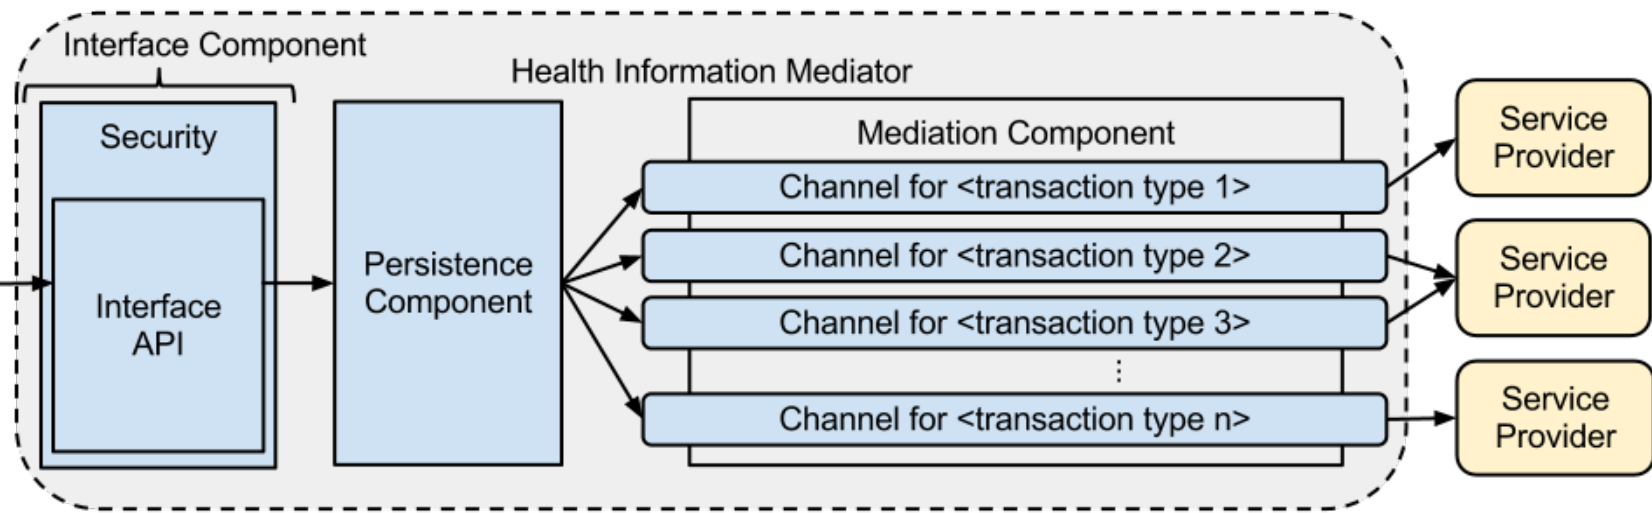 Interface Component
Health Information Mediator
Security
Interface
API
Persistence
Component
Mediation Component
Channel for <transaction type 1>
Channel for <transaction type 2>
Channel for <transaction type 3>
⋮
Channel for <transaction type n>
Service
Provider
Service
Provider
Service
Provider